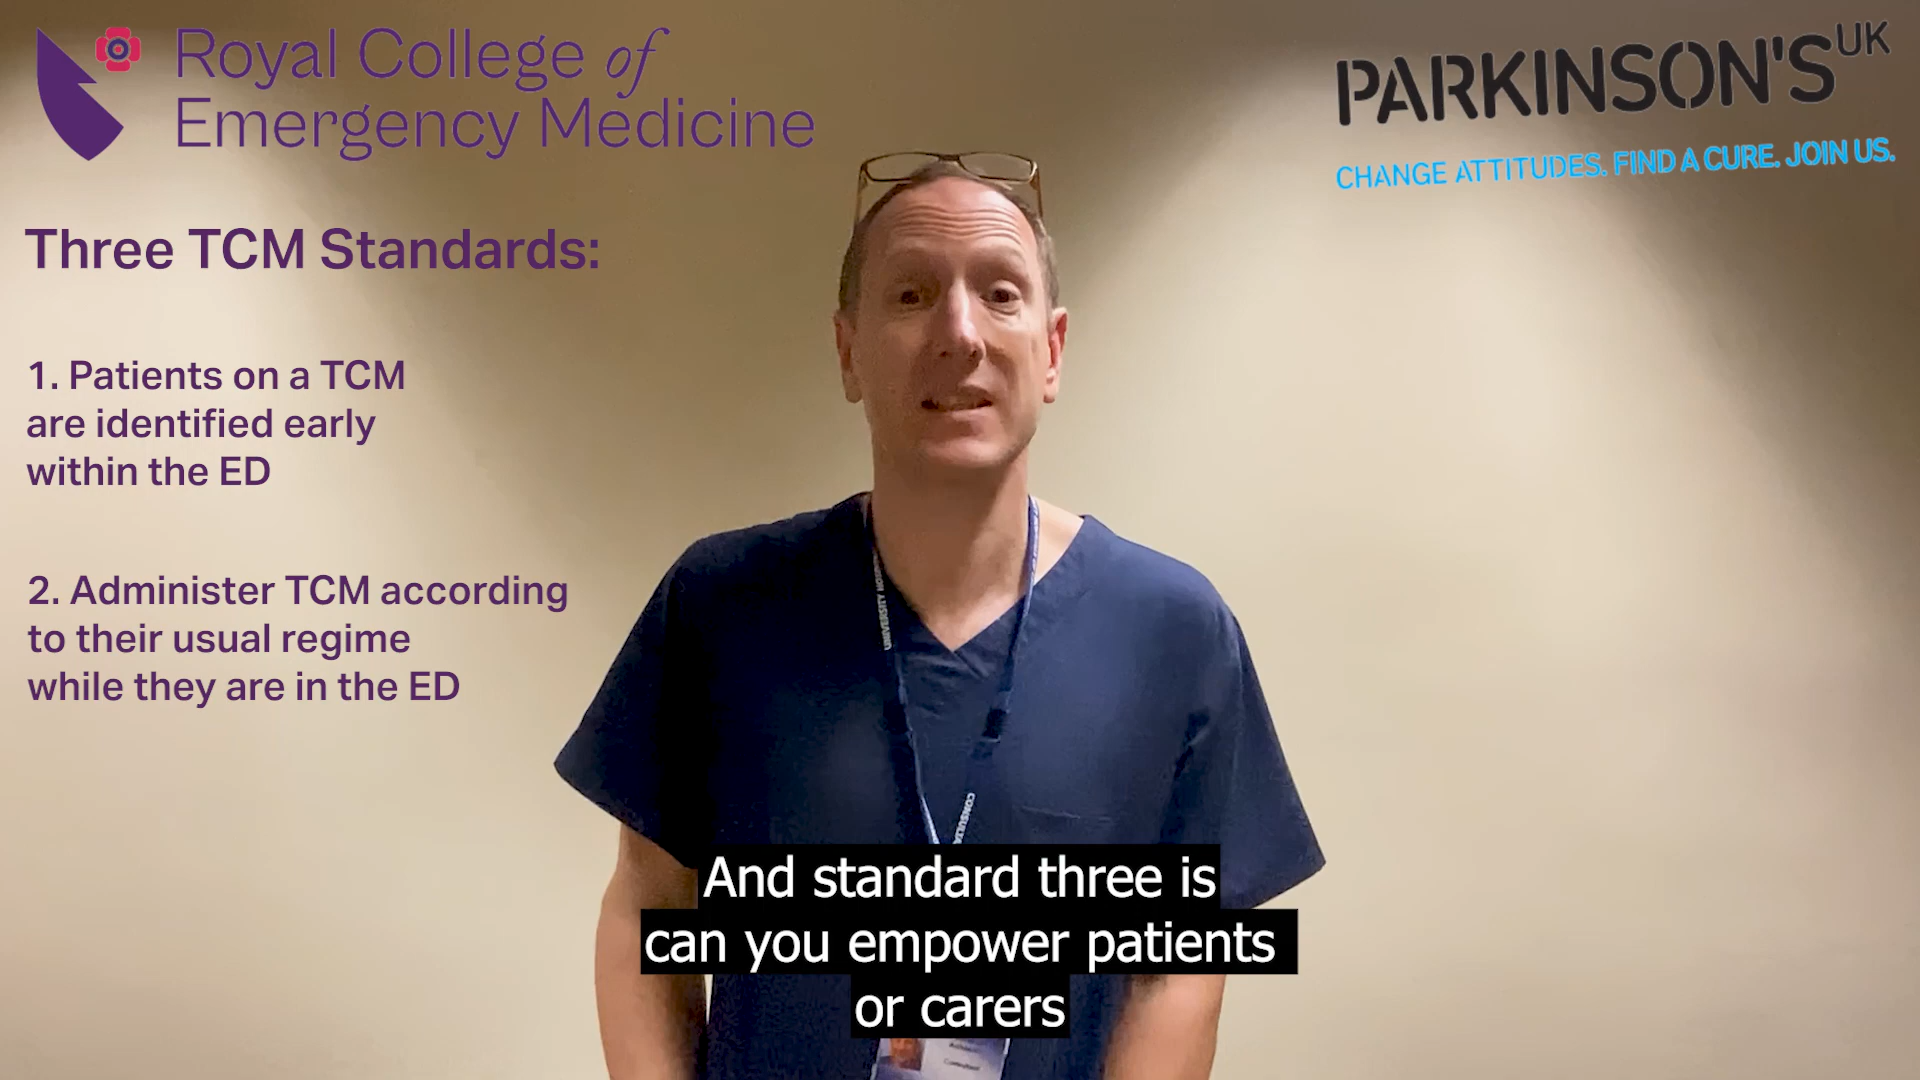 Royal College of
Emergency Medicine
PARKINSON'S UK
CHANGE ATTITUDES. FIND A CURE. JOIN US.
Three TCM Standards:
1. Patients on a TCM
are identified early
within the ED
2. Administer TCM according
to their usual regime
while they are in the ED
UNIVERSITY
And standard three is
can you empower patients
or carers